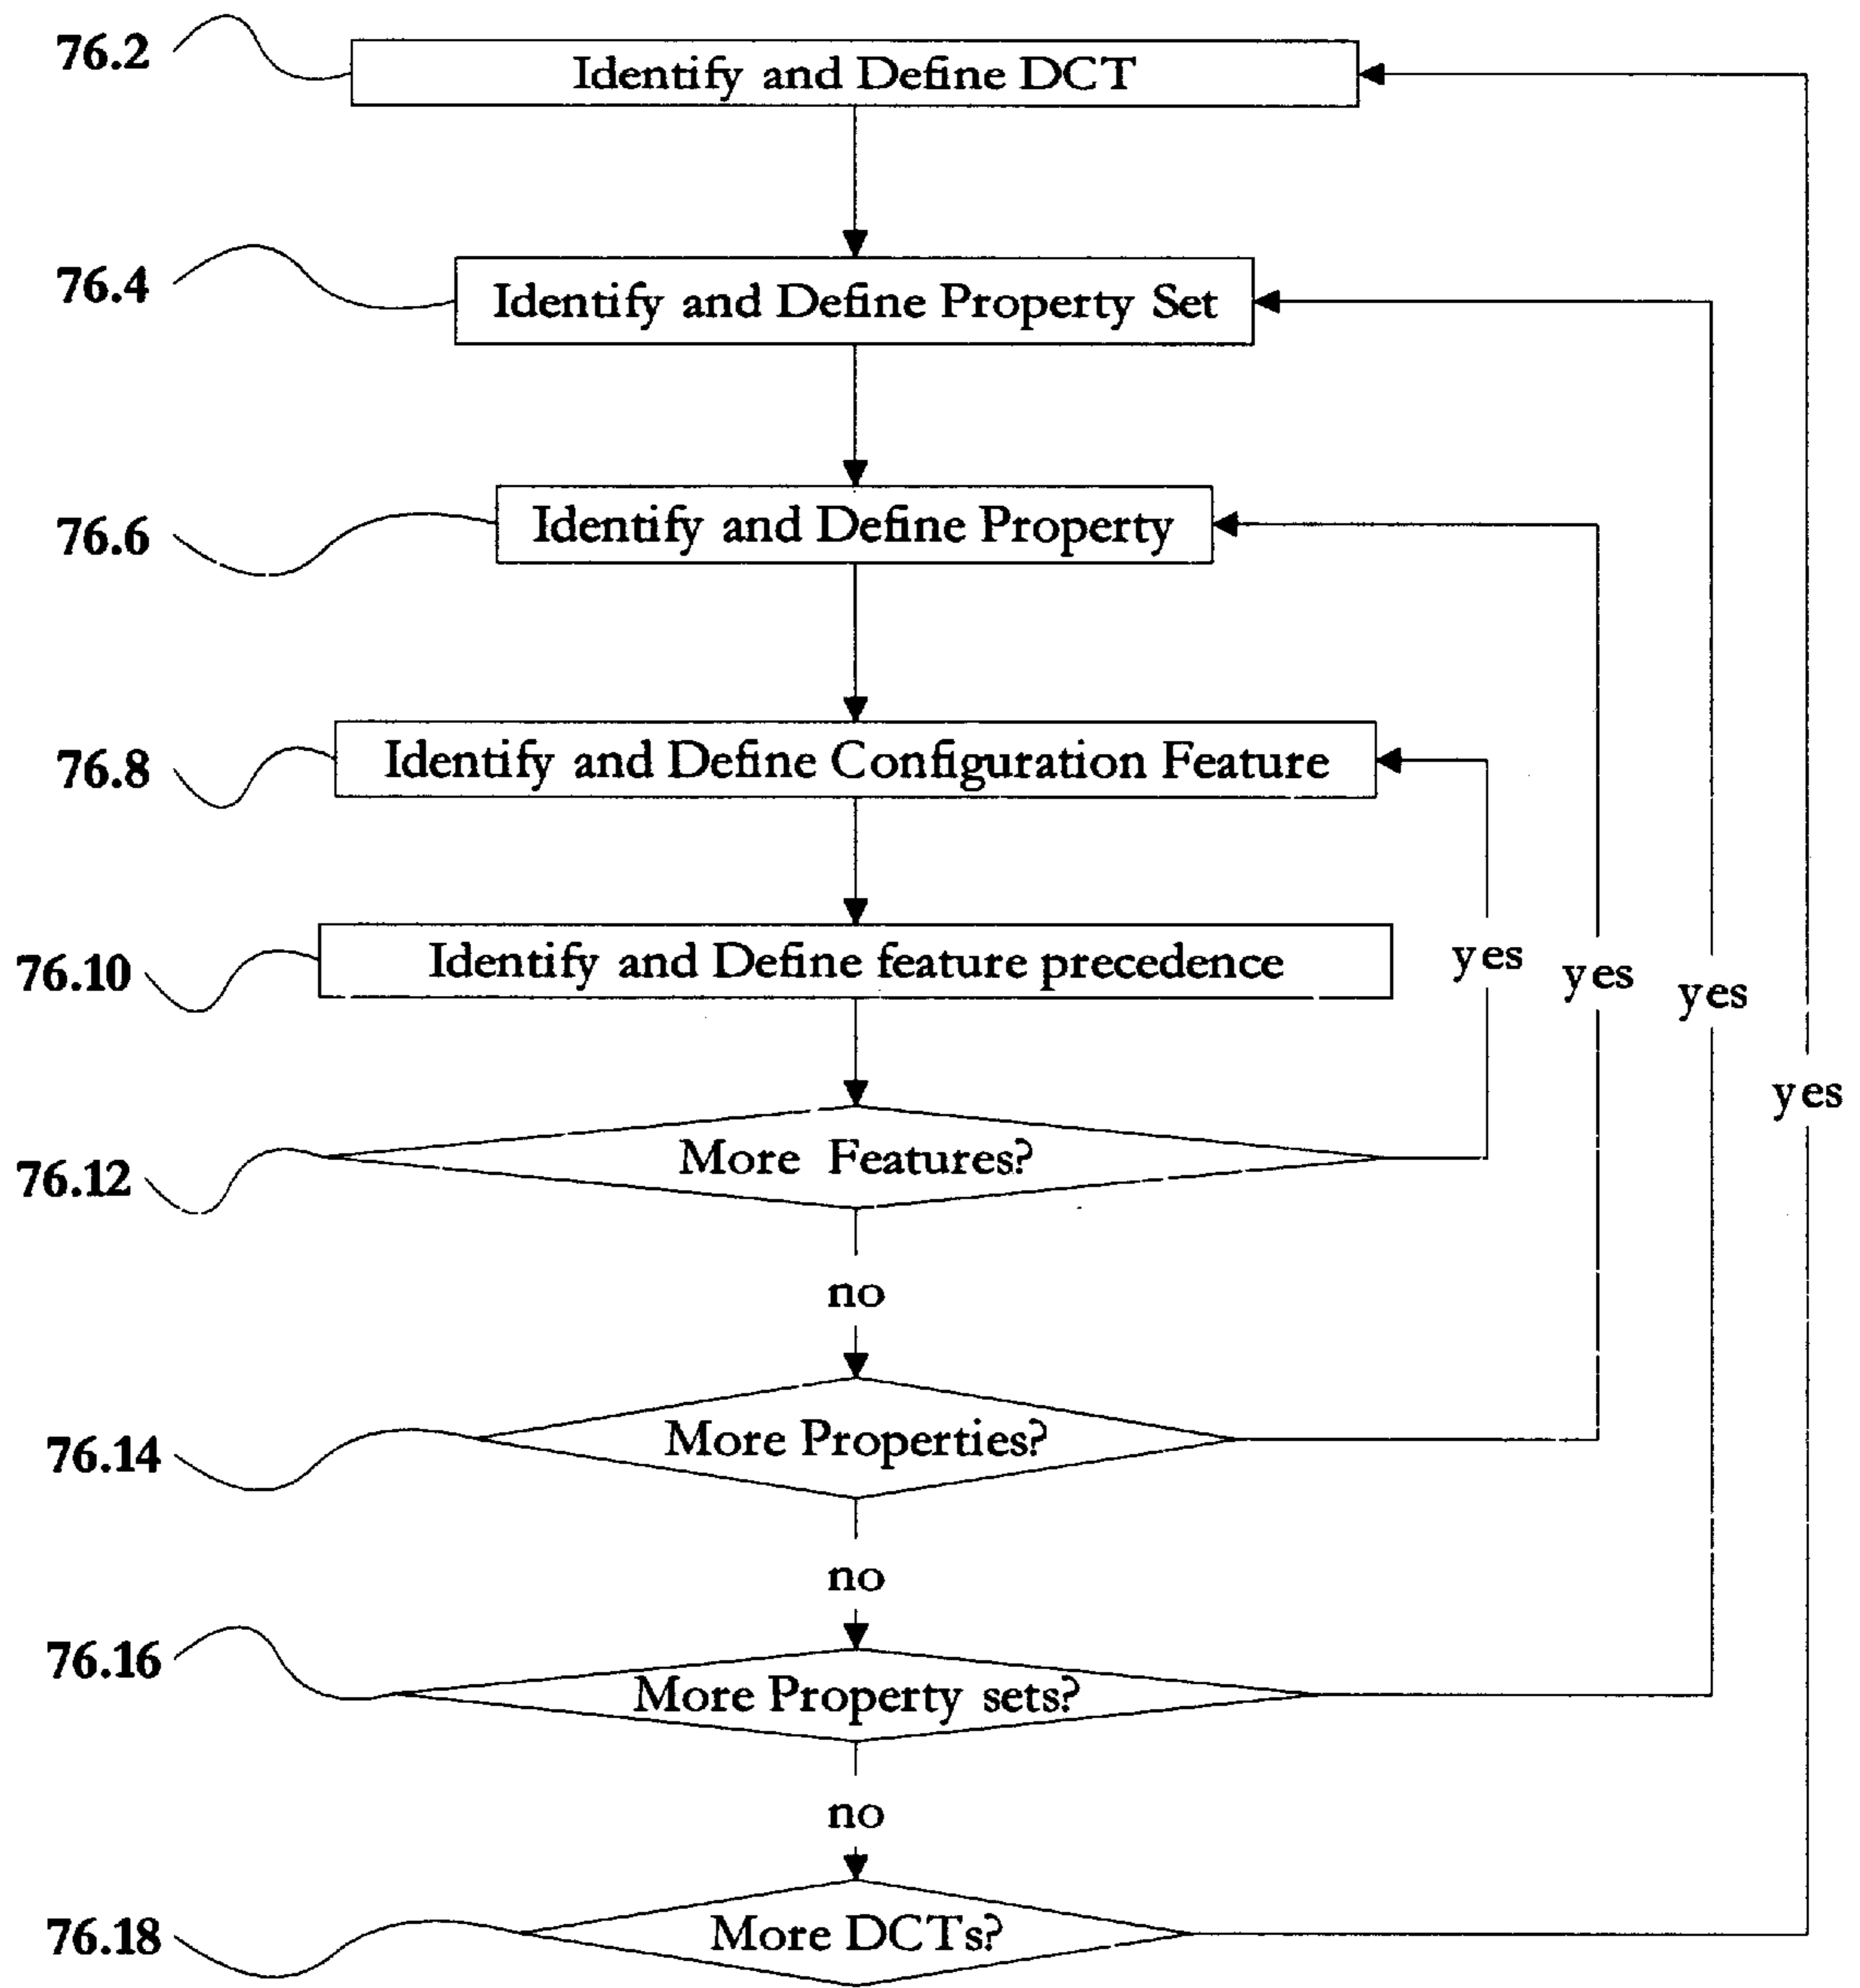 76.2
Identify and Define DCT
76.4
Identify and Define Property Set
76.6
Identify and Define Property
76.8
Identify and Define Configuration Feature
76.10
Identify and Define feature precedence
yes
yes
yes
yes
76.12
More Features?
no
76.14
More Properties?
no
76.16
More Property sets?
no
76.18
More DCTs?